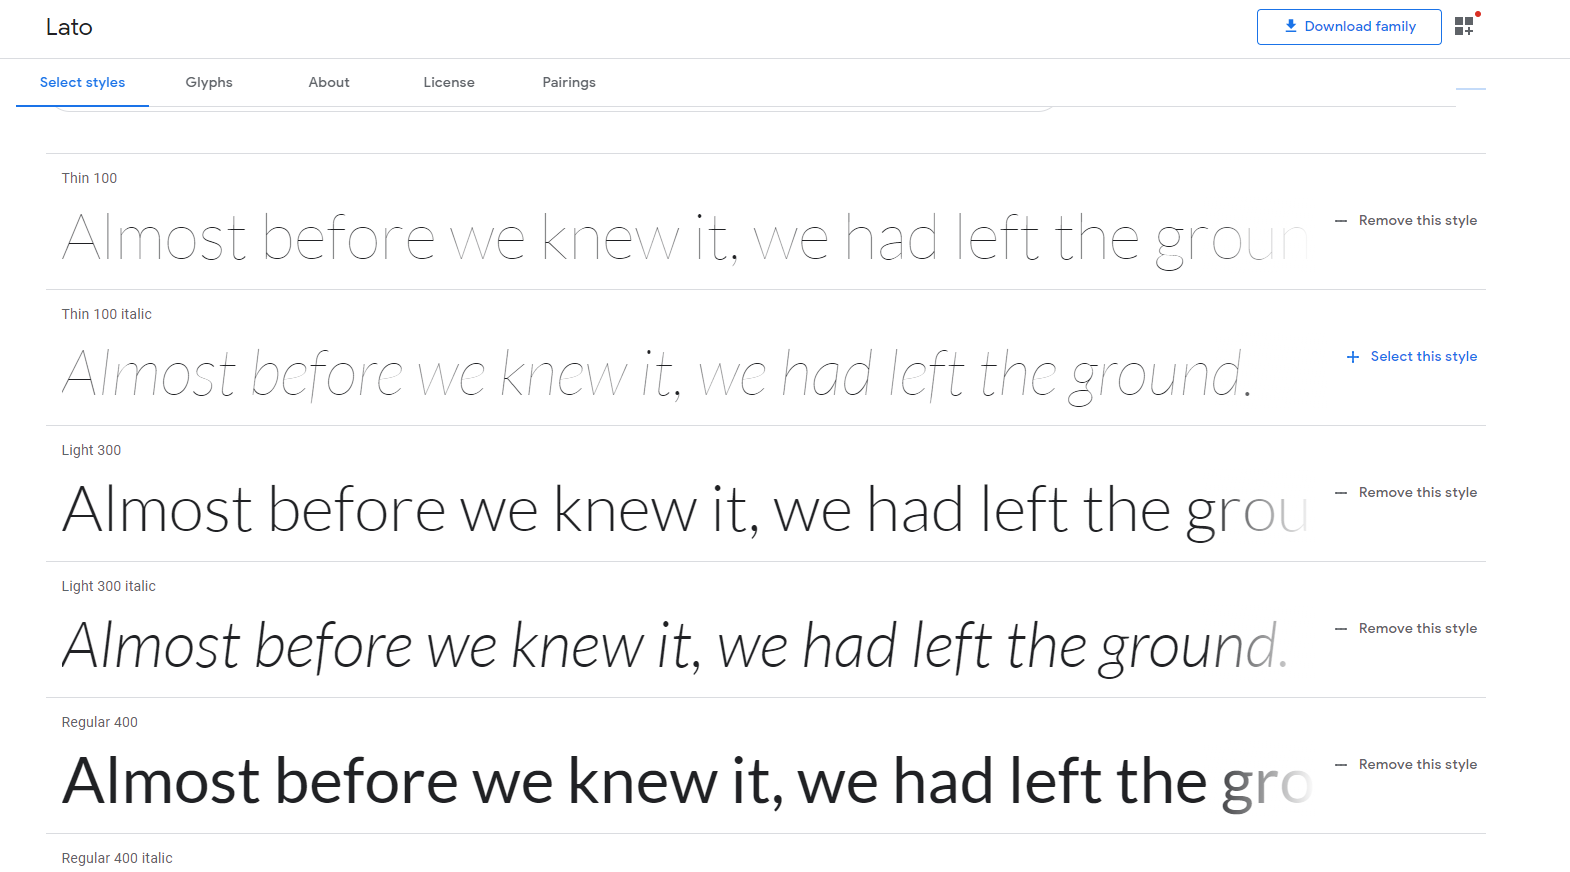 Lato
Download family
Select styles
Glyphs
About
License
Pairings
Thin 100
Almost before we knew it, we had left the groun
Remove this style
Thin 100 italic
Almost before we knew it, we had left the ground.
Select this style
Light 300
Almost before we knew it, we had left the grou
Remove this style
Light 300 italic
Almost before we knew it, we had left the ground.
Remove this style
Regular 400
Almost before we knew it, we had left the gro
Remove this style
Regular 400 italic